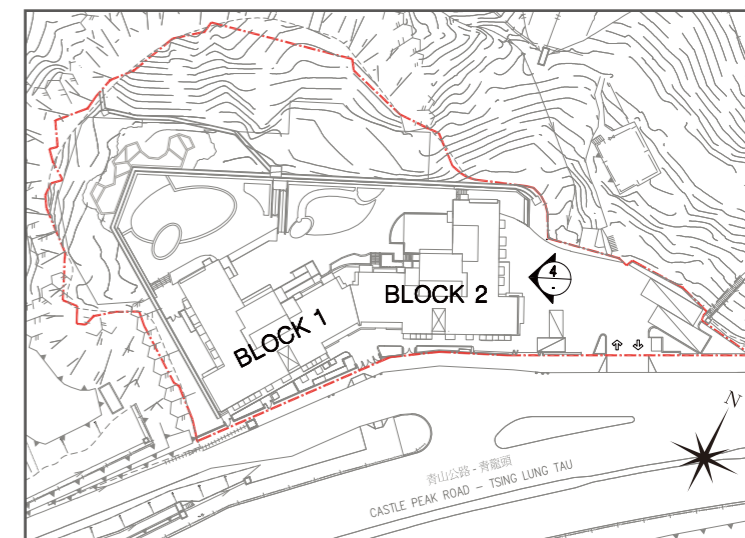 4
-
BLOCK 2
BLOCK 1
N
青山公路 - 青龍頭
CASTLE PEAK ROAD - TSING LUNG TAU